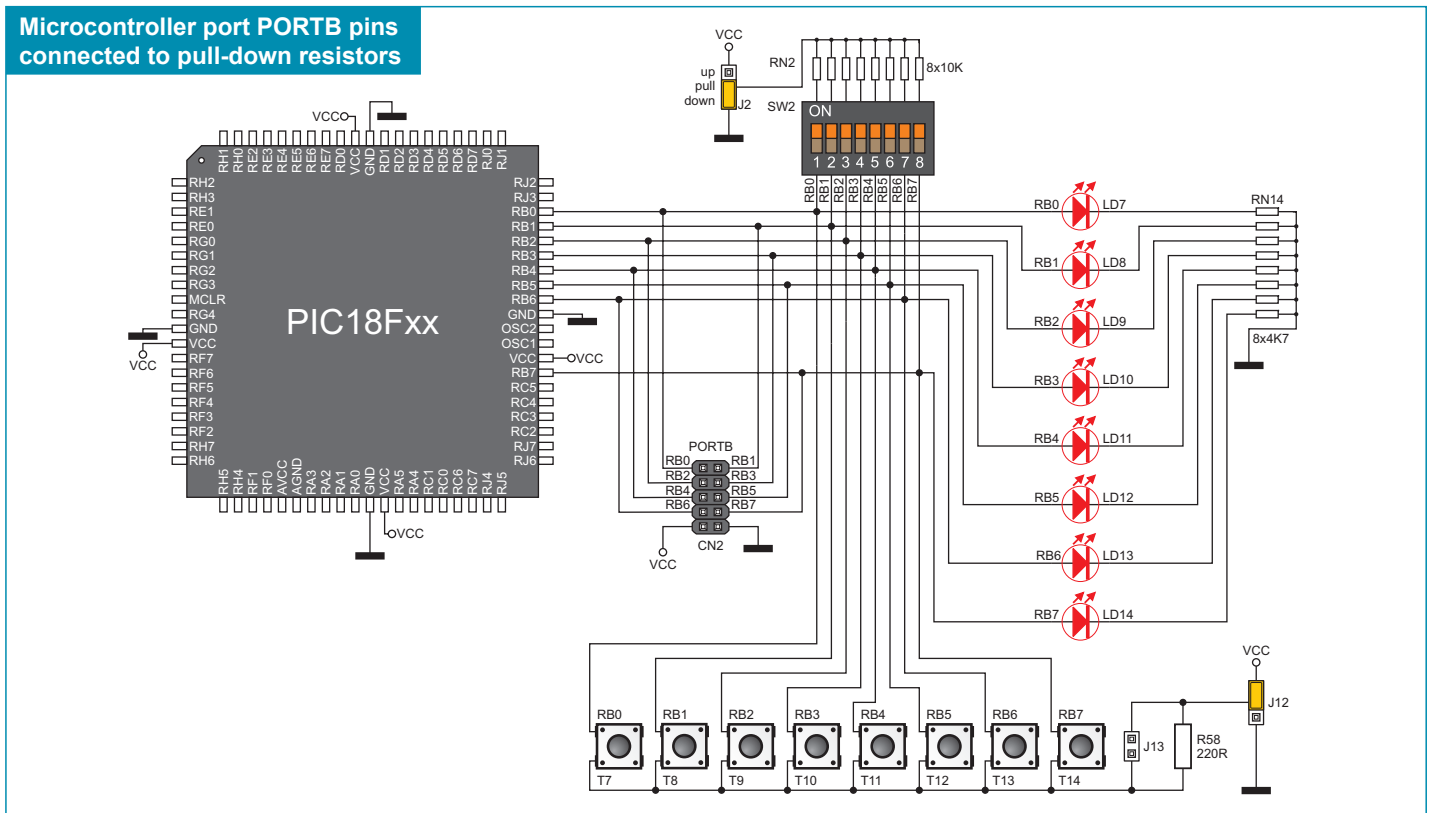 Microcontroller port PORTB pins
connected to pull-down resistors
VCC
up
pull
down
J2
RN2
8x10K
SW2
ON
1 2 3 4 5 6 7 8
RB0 RB1 RB2 RB3 RB4 RB5 RB6 RB7
VCC
RH1 RH0 RE2 RE3 RE4 RE5 RE6 RE7 RD0 VCC GND RD1 RD2 RD3 RD4 RD5 RD6 RD7 RJ0 RJ1
RH2
RH3
RE1
RE0
RG0
RG1
RG2
RG3
MCLR
RG4
GND
VCC
RF7
RF6
RF5
RF4
RF3
RF2
RH7
RH6
VCC
PIC18Fxx
RJ2
RJ3
RB0
RB1
RB2
RB3
RB4
RB5
RB6
GND
OSC2
OSC1
VCC
RB7
RC5
RC4
RC3
RC2
RJ7
RJ6
VCC
RH5 RH4 RF1 RF0 AVCC AGND RA3 RA2 RA1 RA0 GND VCC RA5 RA4 RC1 RC0 RC6 RC7 RJ4 RJ5
VCC
PORTB
RB0 RB1
RB2 RB3
RB4 RB5
RB6 RB7
VCC
CN2
RB0 LD7
RB1 LD8
RB2 LD9
RB3 LD10
RB4 LD11
RB5 LD12
RB6 LD13
RB7 LD14
RN14
8x4K7
RB0 RB1 RB2 RB3 RB4 RB5 RB6 RB7
T7 T8 T9 T10 T11 T12 T13 T14
J13
R58
220R
VCC
J12